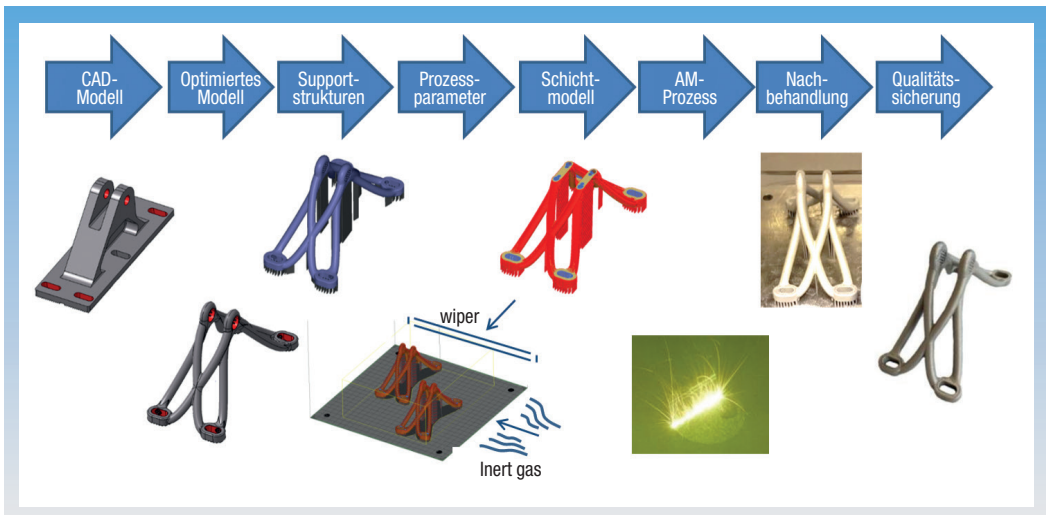 CAD-
Modell
Optimiertes
Modell
Support-
strukturen
Prozess-
parameter
Schicht-
modell
AM-
Prozess
Nach-
behandlung
Qualitäts-
sicherung
wiper
Inert gas